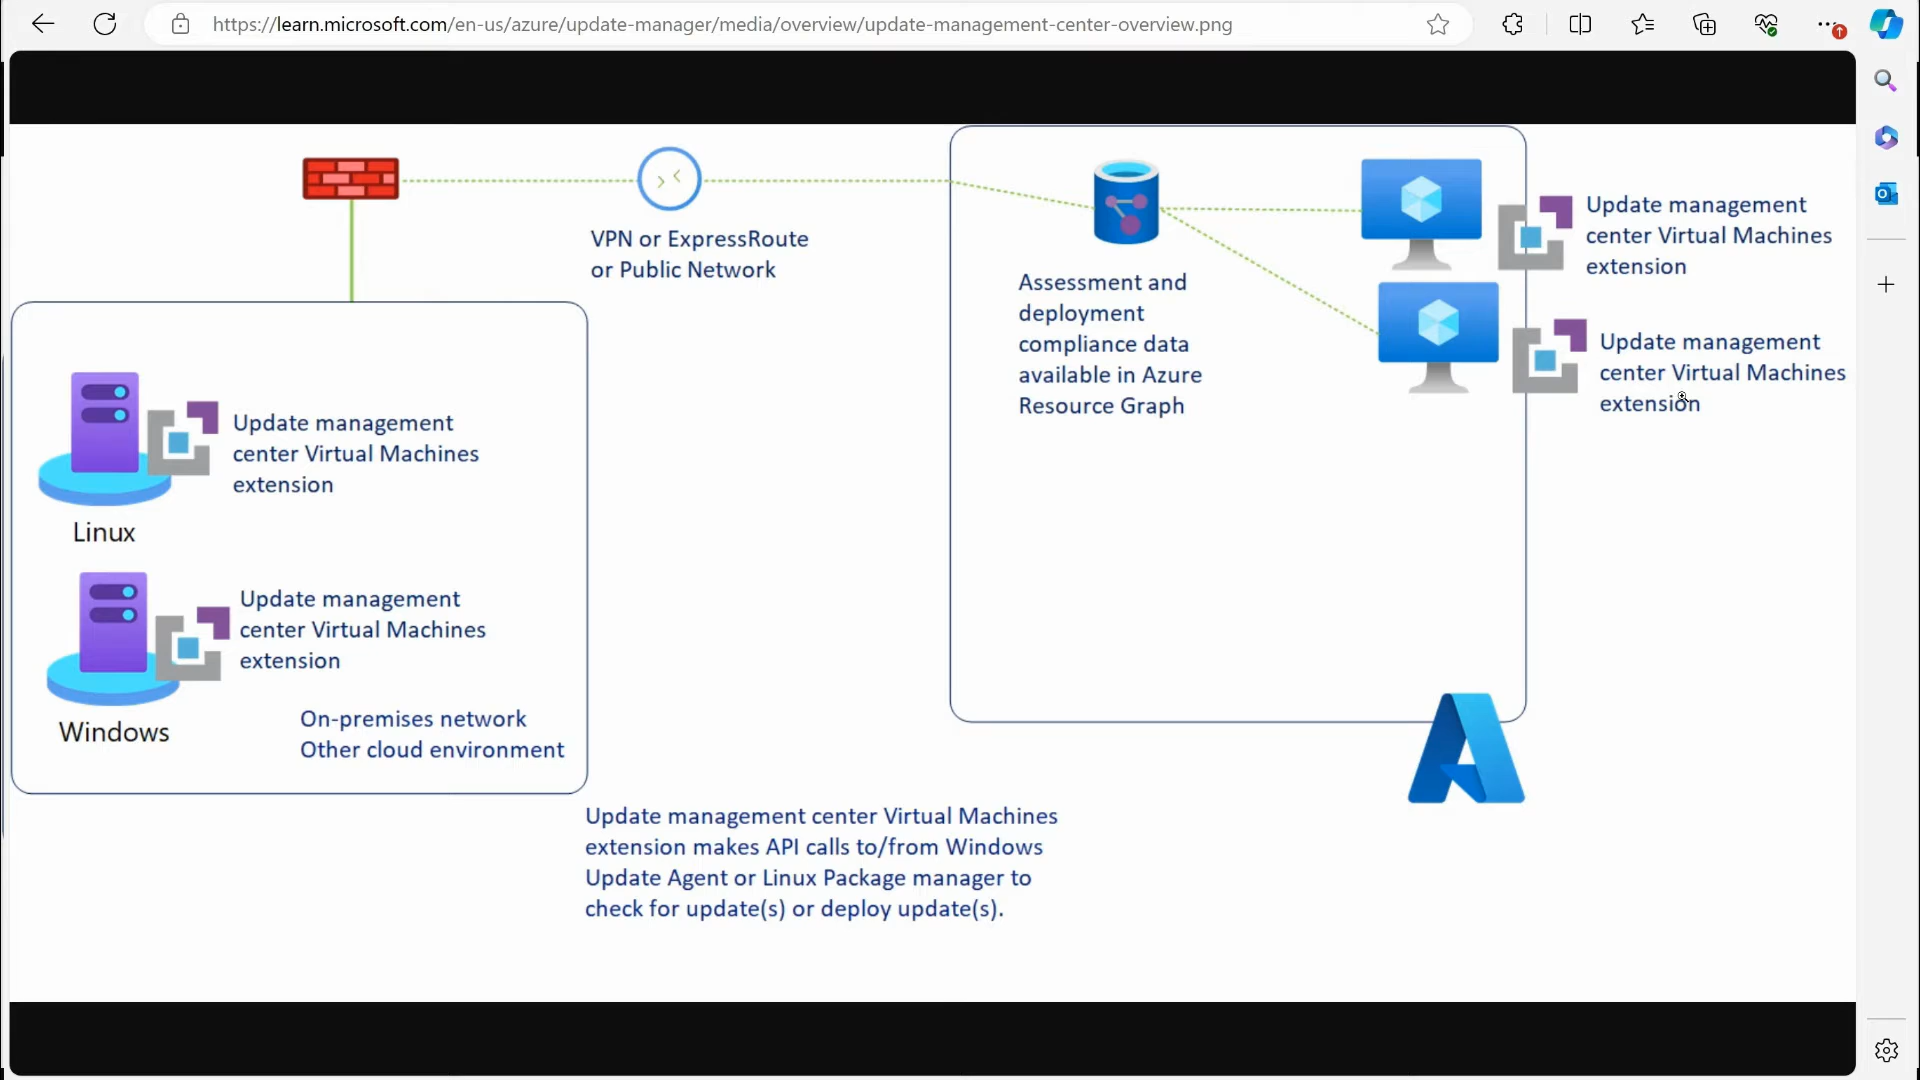 https://learn.microsoft.com/en-us/azure/update-manager/media/overview/update-management-center-overview.png
VPN or ExpressRoute
or Public Network
Assessment and
deployment
compliance data
available in Azure
Resource Graph
Update management
center Virtual Machines
extension
Update management
center Virtual Machines
extension
Update management
center Virtual Machines
extension
Linux
Update management
center Virtual Machines
extension
Windows
On-premises network
Other cloud environment
Update management center Virtual Machines
extension makes API calls to/from Windows
Update Agent or Linux Package manager to
check for update(s) or deploy update(s).